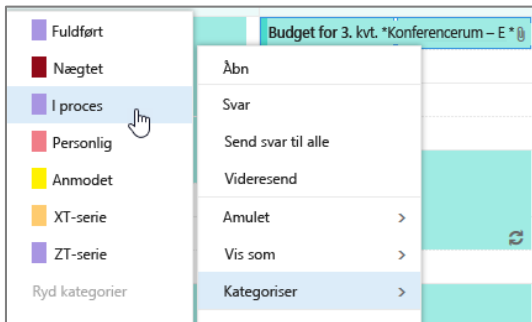 Fuldført
Nægtet
I proces
Personlig
Anmodet
XT-serie
ZT-serie
Ryd kategorier
Budget for 3. kvt. *Konferencerum – E *
Åbn
Svar
Send svar til alle
Videresend
Amulet
Vis som
Kategoriser